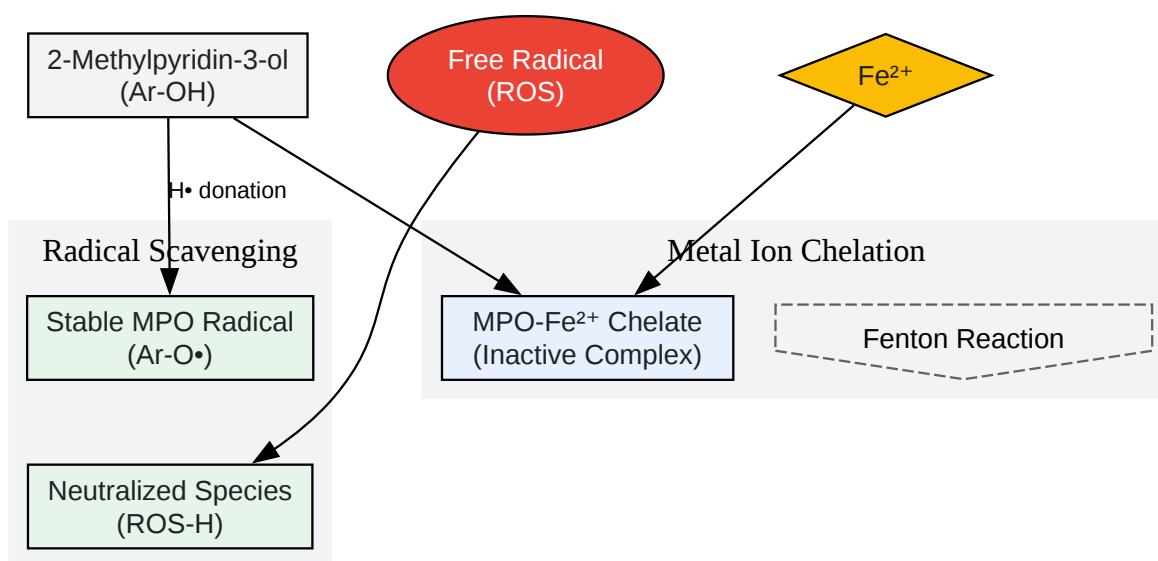 2-Methylpyridin-3-ol
(Ar-OH)
Free Radical
(ROS)
Fe²⁺
H• donation
Radical Scavenging
Metal Ion Chelation
Stable MPO Radical
(Ar-O•)
MPO-Fe²⁺ Chelate
(Inactive Complex)
Fenton Reaction
Neutralized Species
(ROS-H)